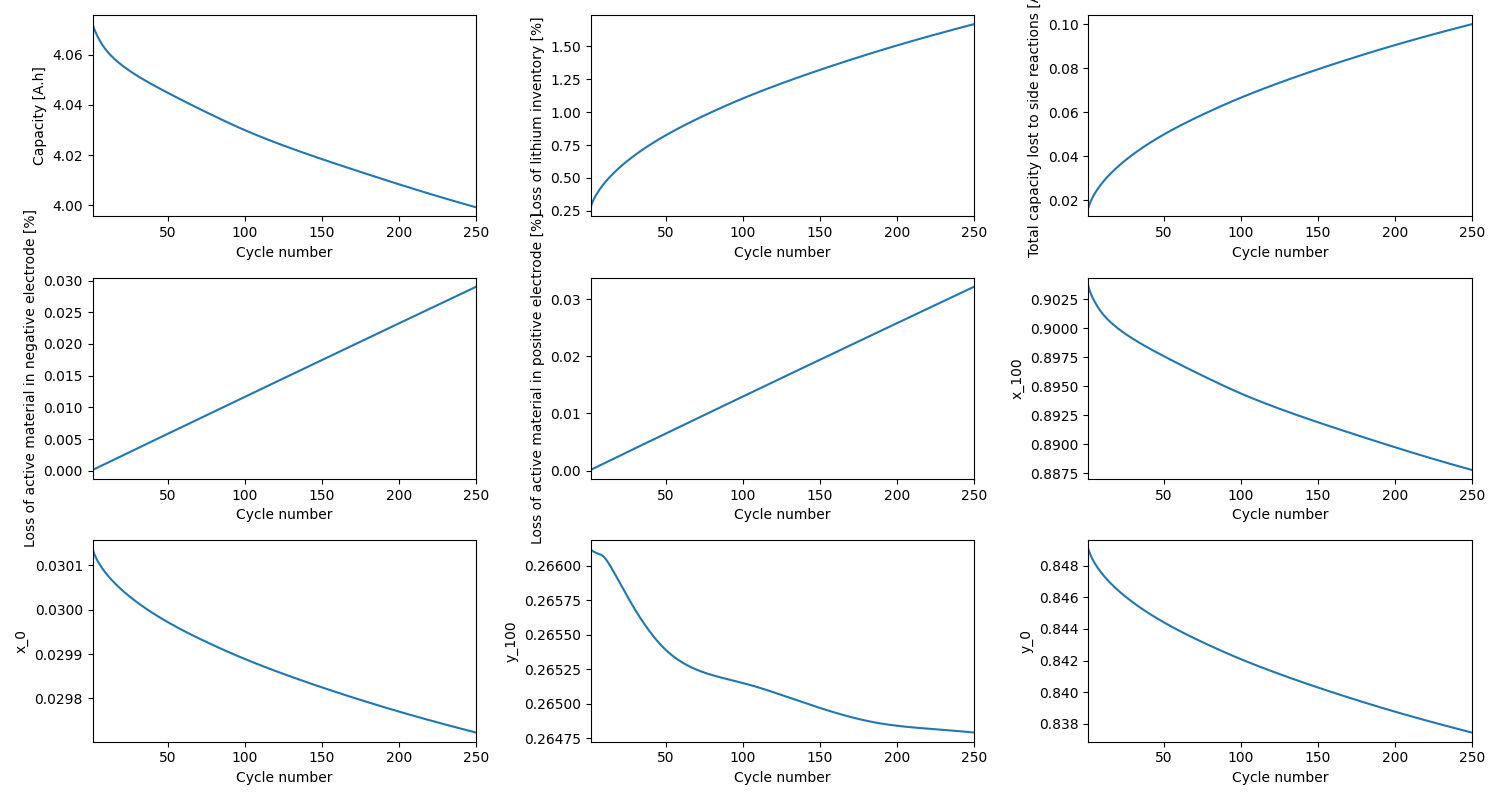 Capacity [A.h]
4.06
4.04
4.02
4.00
50 100 150 200 250
Cycle number
Loss of lithium inventory [%]
1.50
1.25
1.00
0.75
0.50
0.25
50 100 150 200 250
Cycle number
Total capacity lost to side reactions [
0.10
0.08
0.06
0.04
0.02
50 100 150 200 250
Cycle number
Loss of active material in negative electrode [%]
0.030
0.025
0.020
0.015
0.010
0.005
0.000
50 100 150 200 250
Cycle number
Loss of active material in positive electrode [%]
0.03
0.02
0.01
0.00
50 100 150 200 250
Cycle number
x_100
0.9025
0.9000
0.8975
0.8950
0.8925
0.8900
0.8875
50 100 150 200 250
Cycle number
x_0
0.0301
0.0300
0.0299
0.0298
50 100 150 200 250
Cycle number
y_100
0.26600
0.26575
0.26550
0.26525
0.26500
0.26475
50 100 150 200 250
Cycle number
y_0
0.848
0.846
0.844
0.842
0.840
0.838
50 100 150 200 250
Cycle number